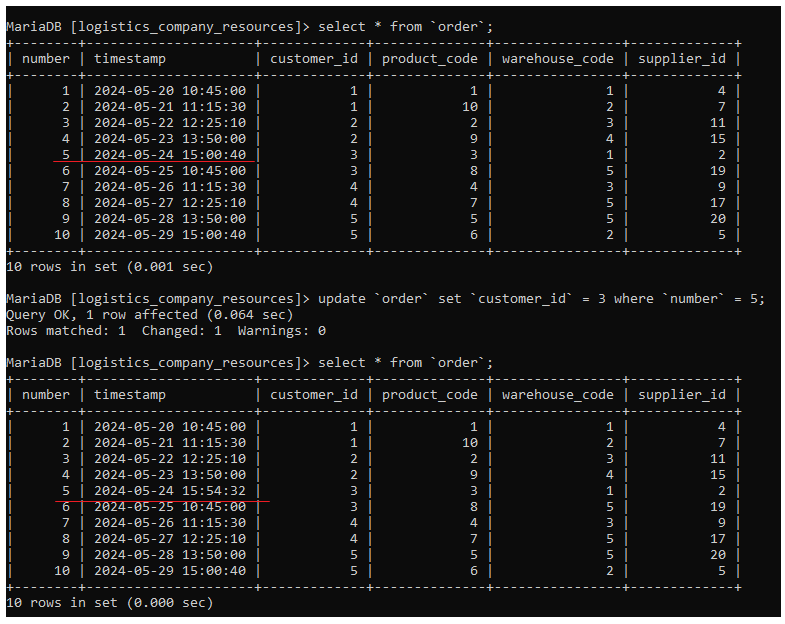 MariaDB [logistics_company_resources]> select * from `order`;
+--------+---------------------+-------------+--------------+----------------+-------------+
| number | timestamp           | customer_id | product_code | warehouse_code | supplier_id |
+--------+---------------------+-------------+--------------+----------------+-------------+
|      1 | 2024-05-20 10:45:00 |           1 |            1 |              1 |           4 |
|      2 | 2024-05-21 11:15:30 |           1 |           10 |              2 |           7 |
|      3 | 2024-05-22 12:25:10 |           2 |            2 |              3 |          11 |
|      4 | 2024-05-23 13:50:00 |           2 |            9 |              4 |          15 |
|      5 | 2024-05-24 15:00:40 |           3 |            3 |              1 |           2 |
|      6 | 2024-05-25 10:45:00 |           3 |            8 |              5 |          19 |
|      7 | 2024-05-26 11:15:30 |           4 |            4 |              3 |           9 |
|      8 | 2024-05-27 12:25:10 |           4 |            7 |              5 |          17 |
|      9 | 2024-05-28 13:50:00 |           5 |            5 |              5 |          20 |
|     10 | 2024-05-29 15:00:40 |           5 |            6 |              2 |           5 |
+--------+---------------------+-------------+--------------+----------------+-------------+
10 rows in set (0.001 sec)
MariaDB [logistics_company_resources]> update `order` set `customer_id` = 3 where `number` = 5;
Query OK, 1 row affected (0.064 sec)
Rows matched: 1  Changed: 1  Warnings: 0
MariaDB [logistics_company_resources]> select * from `order`;
+--------+---------------------+-------------+--------------+----------------+-------------+
| number | timestamp           | customer_id | product_code | warehouse_code | supplier_id |
+--------+---------------------+-------------+--------------+----------------+-------------+
|      1 | 2024-05-20 10:45:00 |           1 |            1 |              1 |           4 |
|      2 | 2024-05-21 11:15:30 |           1 |           10 |              2 |           7 |
|      3 | 2024-05-22 12:25:10 |           2 |            2 |              3 |          11 |
|      4 | 2024-05-23 13:50:00 |           2 |            9 |              4 |          15 |
|      5 | 2024-05-24 15:54:32 |           3 |            3 |              1 |           2 |
|      6 | 2024-05-25 10:45:00 |           3 |            8 |              5 |          19 |
|      7 | 2024-05-26 11:15:30 |           4 |            4 |              3 |           9 |
|      8 | 2024-05-27 12:25:10 |           4 |            7 |              5 |          17 |
|      9 | 2024-05-28 13:50:00 |           5 |            5 |              5 |          20 |
|     10 | 2024-05-29 15:00:40 |           5 |            6 |              2 |           5 |
+--------+---------------------+-------------+--------------+----------------+-------------+
10 rows in set (0.000 sec)